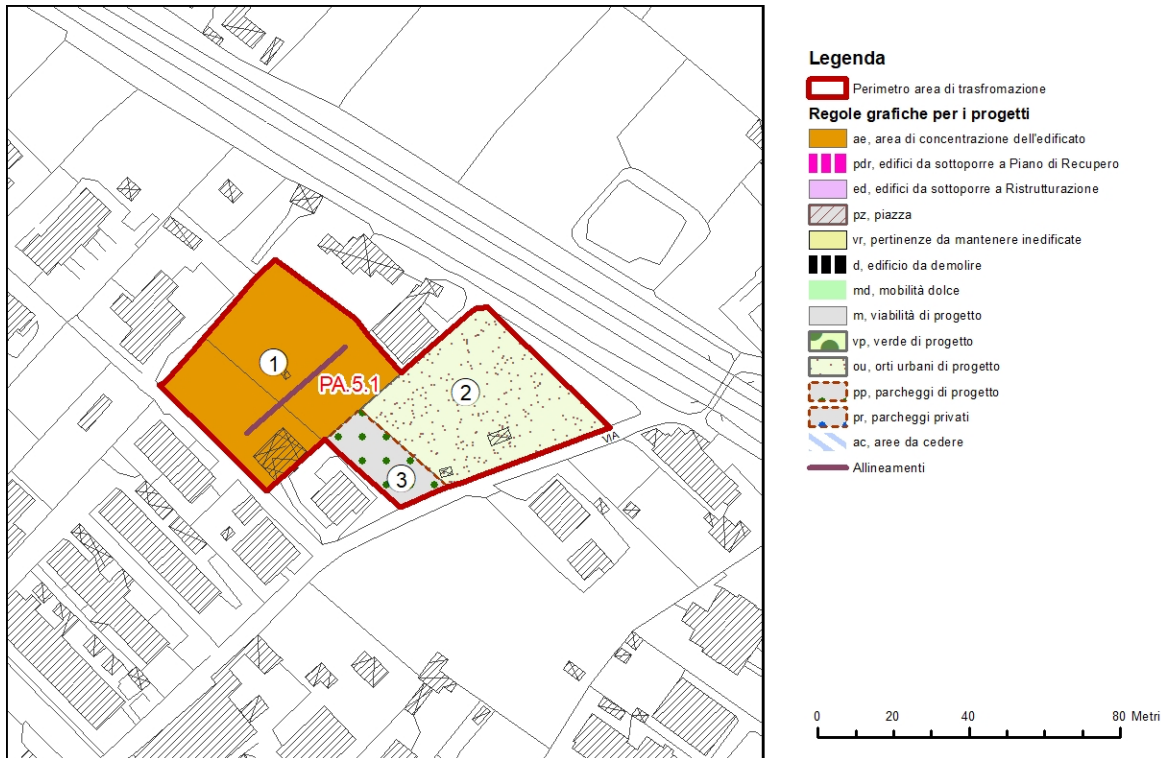 1
PA.5.1
2
3
VIA
Legenda
Perimetro area di trasfromazione
Regole grafiche per i progetti
ae, area di concentrazione dell'edificato
pdr, edifici da sottoporre a Piano di Recupero
ed, edifici da sottoporre a Ristrutturazione
pz, piazza
vr, pertinenze da mantenere inedificate
d, edificio da demolire
md, mobilità dolce
m, viabilità di progetto
vp, verde di progetto
ou, orti urbani di progetto
pp, parcheggi di progetto
pr, parcheggi privati
ac, aree da cedere
Allineamenti
0 20 40 80 Metri